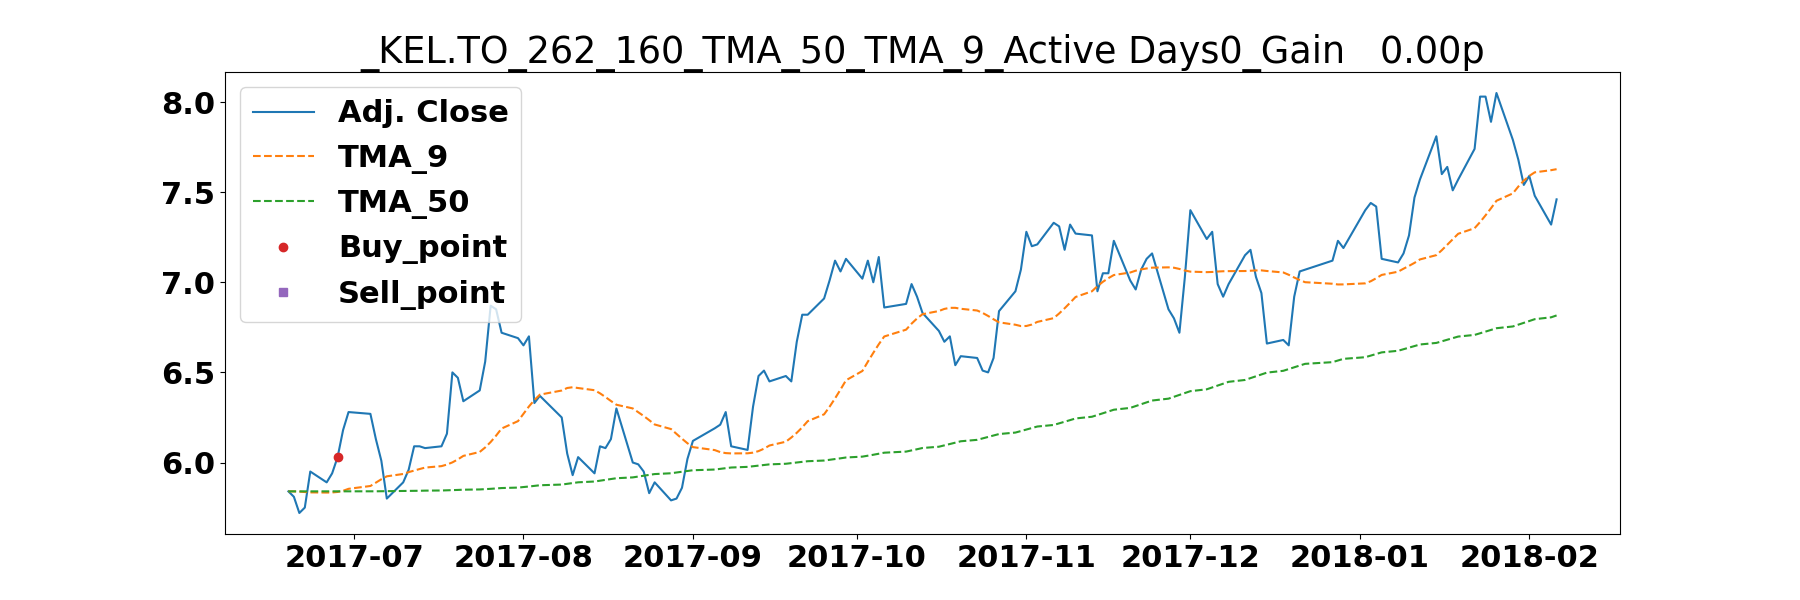 _KEL.TO_262_160_TMA_50_TMA_9_Active Days0_Gain   0.00p
8.0
7.5
7.0
6.5
6.0
Adj. Close
TMA_9
TMA_50
Buy_point
Sell_point
2017-07 2017-08 2017-09 2017-10 2017-11 2017-12 2018-01 2018-02